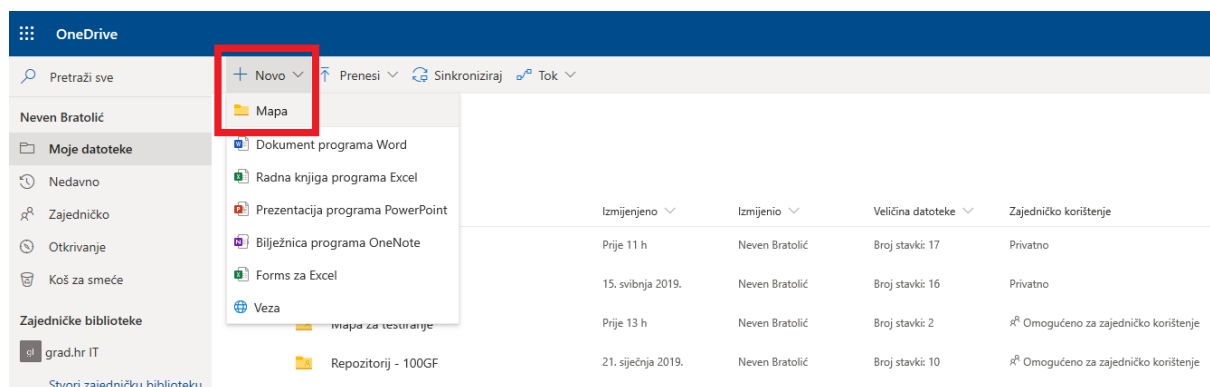 OneDrive
Pretraži sve
Novo Prenesi Sinkroniziraj Tok
Neven Bratolić
Moje datoteke
Nedavno
Zajedničko
Otkrivanje
Koš za smeće
Zajedničke biblioteke
gI grad.hr IT
Stvori zajedničku biblioteku
Mapa
Dokument programa Word
Radna knjiga programa Excel
Prezentacija programa PowerPoint
Bilježnica programa OneNote
Forms za Excel
Veza
Izmijenjeno Izmijenio Veličina datoteke Zajedničko korištenje
Prije 11 h Neven Bratolić Broj stavki: 17 Privatno
15. svibnja 2019. Neven Bratolić Broj stavki: 16 Privatno
Mapa za testiranje Prije 13 h Neven Bratolić Broj stavki: 2 Omogućeno za zajedničko korištenje
Repozitorij - 100GF 21. siječnja 2019. Neven Bratolić Broj stavki: 10 Omogućeno za zajedničko korištenje